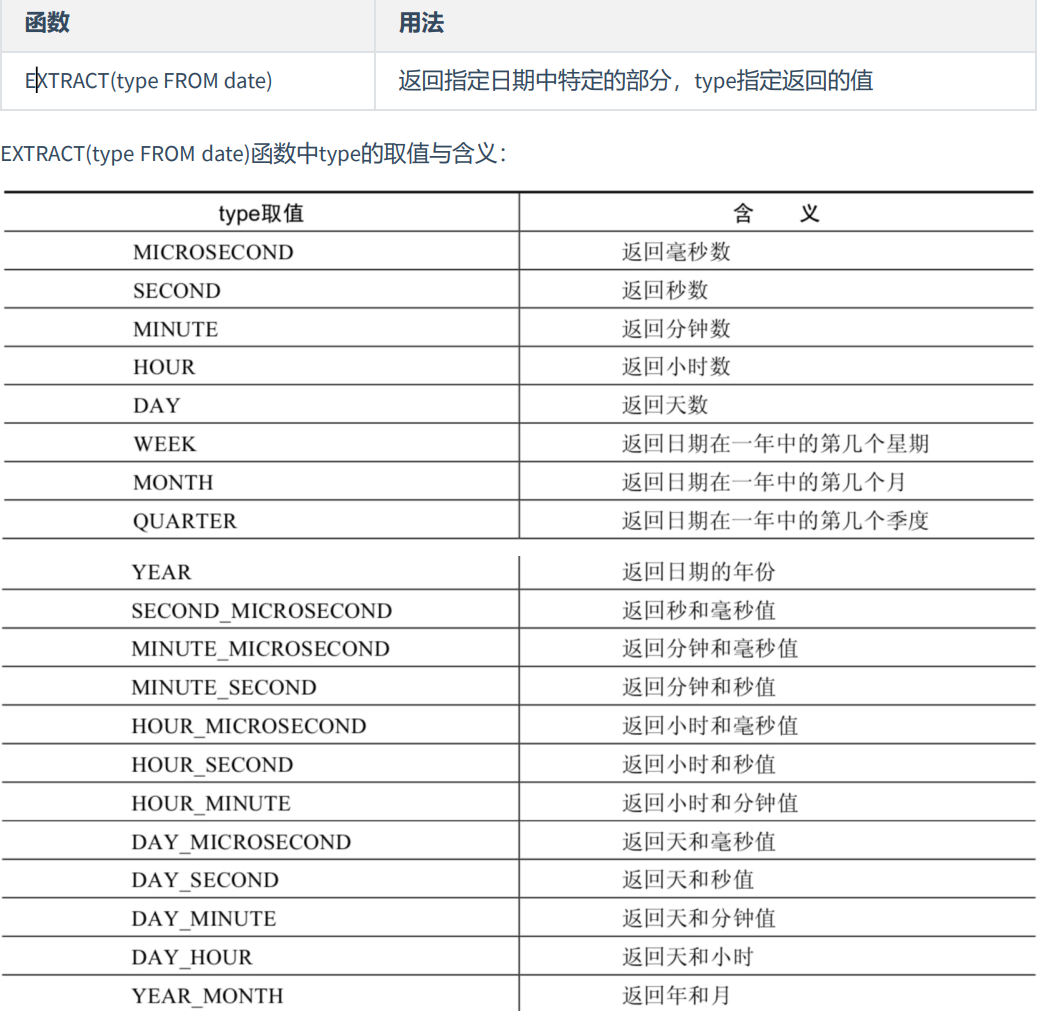 函数 用法
EXTRACT(type FROM date) 返回指定日期中特定的部分，type指定返回的值
EXTRACT(type FROM date)函数中type的取值与含义：
type取值 含 义
MICROSECOND 返回毫秒数
SECOND 返回秒数
MINUTE 返回分钟数
HOUR 返回小时数
DAY 返回天数
WEEK 返回日期在一年中的第几个星期
MONTH 返回日期在一年中的第几个月
QUARTER 返回日期在一年中的第几个季度
YEAR 返回日期的年份
SECOND_MICROSECOND 返回秒和毫秒值
MINUTE_MICROSECOND 返回分钟和毫秒值
MINUTE_SECOND 返回分钟和秒值
HOUR_MICROSECOND 返回小时和毫秒值
HOUR_SECOND 返回小时和秒值
HOUR_MINUTE 返回小时和分钟值
DAY_MICROSECOND 返回天和毫秒值
DAY_SECOND 返回天和秒值
DAY_MINUTE 返回天和分钟值
DAY_HOUR 返回天和小时
YEAR_MONTH 返回年和月